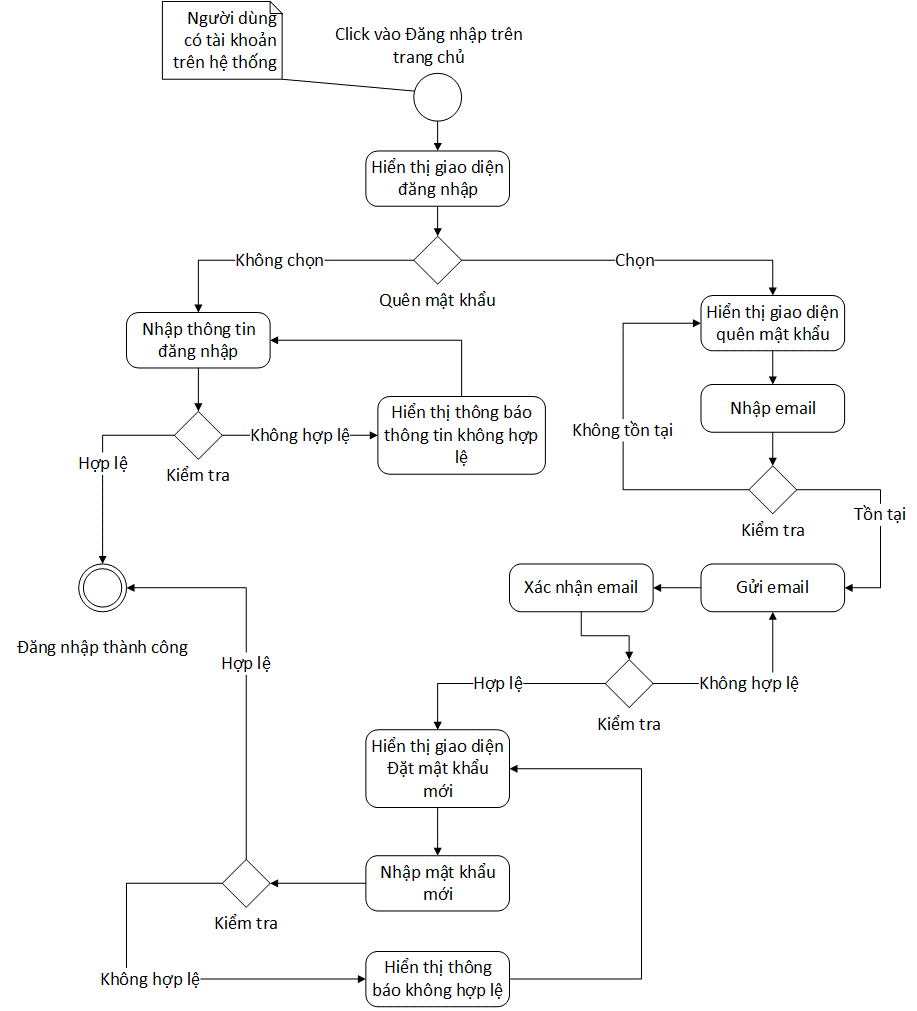 Người dùng
có tài khoản
trên hệ thống
Click vào Đăng nhập trên
trang chủ
Hiển thị giao diện
đăng nhập
Không chọn
Chọn
Quên mật khẩu
Nhập thông tin
đăng nhập
Hiển thị giao diện
quên mật khẩu
Nhập email
Hiển thị thông báo
thông tin không hợp
lệ
Không hợp lệ
Không tồn tại
Hợp lệ
Kiểm tra
Kiểm tra
Tồn tại
Xác nhận email
Gửi email
Đăng nhập thành công
Hợp lệ
Hợp lệ
Không hợp lệ
Kiểm tra
Hiển thị giao diện
Đặt mật khẩu
mới
Nhập mật khẩu
mới
Kiểm tra
Không hợp lệ
Hiển thị thông
báo không hợp lệ